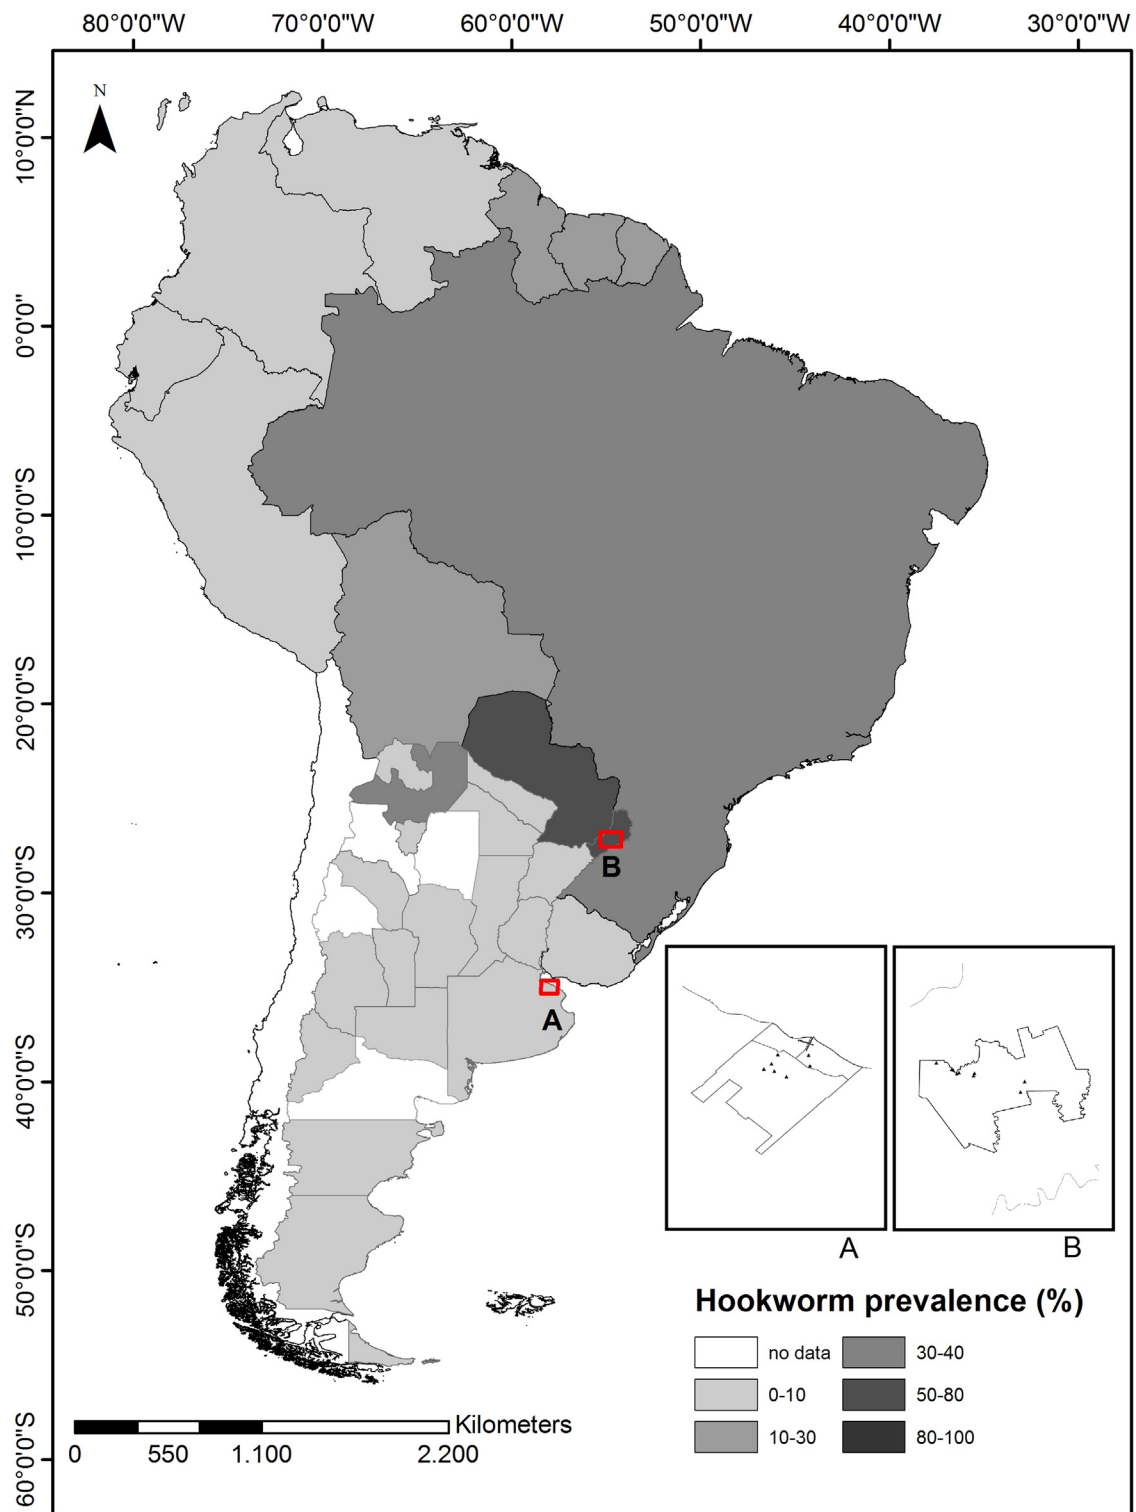 80°0'0"W 70°0'0"W 60°0'0"W 50°0'0"W 40°0'0"W 30°0'0"W
N
10°0'0"N
0°0'0"
10°0'0"S
20°0'0"S
30°0'0"S
40°0'0"S
50°0'0"S
60°0'0"S
B
A
A B
Hookworm prevalence (%)
no data 30-40
0-10 50-80
10-30 80-100
Kilometers
0 550 1.100 2.200